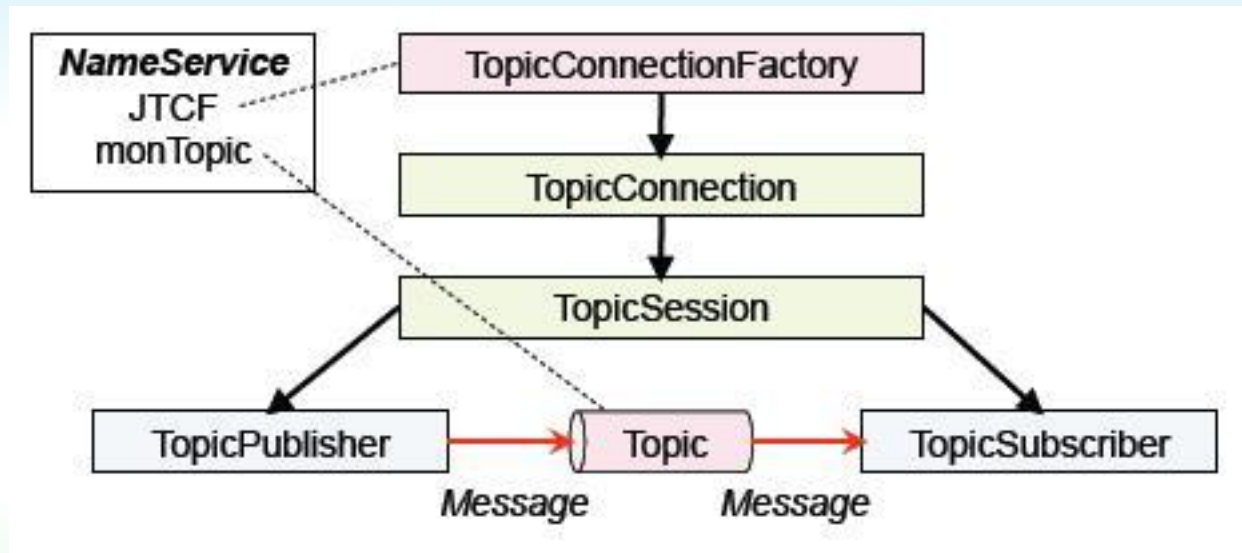 NameService
JTCF
monTopic
TopicConnectionFactory
TopicConnection
TopicSession
TopicPublisher
Topic
TopicSubscriber
Message
Message